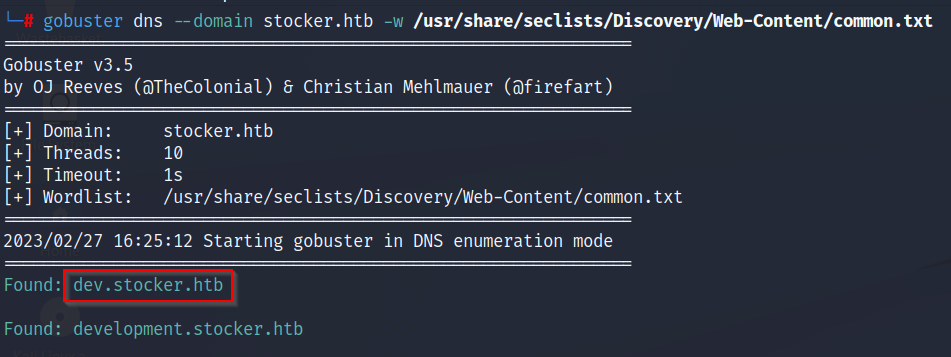 └─# gobuster dns --domain stocker.htb -w /usr/share/seclists/Discovery/Web-Content/common.txt
===============================================================
Gobuster v3.5
by OJ Reeves (@TheColonial) & Christian Mehlmauer (@firefart)
===============================================================
[+] Domain:     stocker.htb
[+] Threads:    10
[+] Timeout:    1s
[+] Wordlist:   /usr/share/seclists/Discovery/Web-Content/common.txt
===============================================================
2023/02/27 16:25:12 Starting gobuster in DNS enumeration mode
===============================================================
Found: dev.stocker.htb
Found: development.stocker.htb